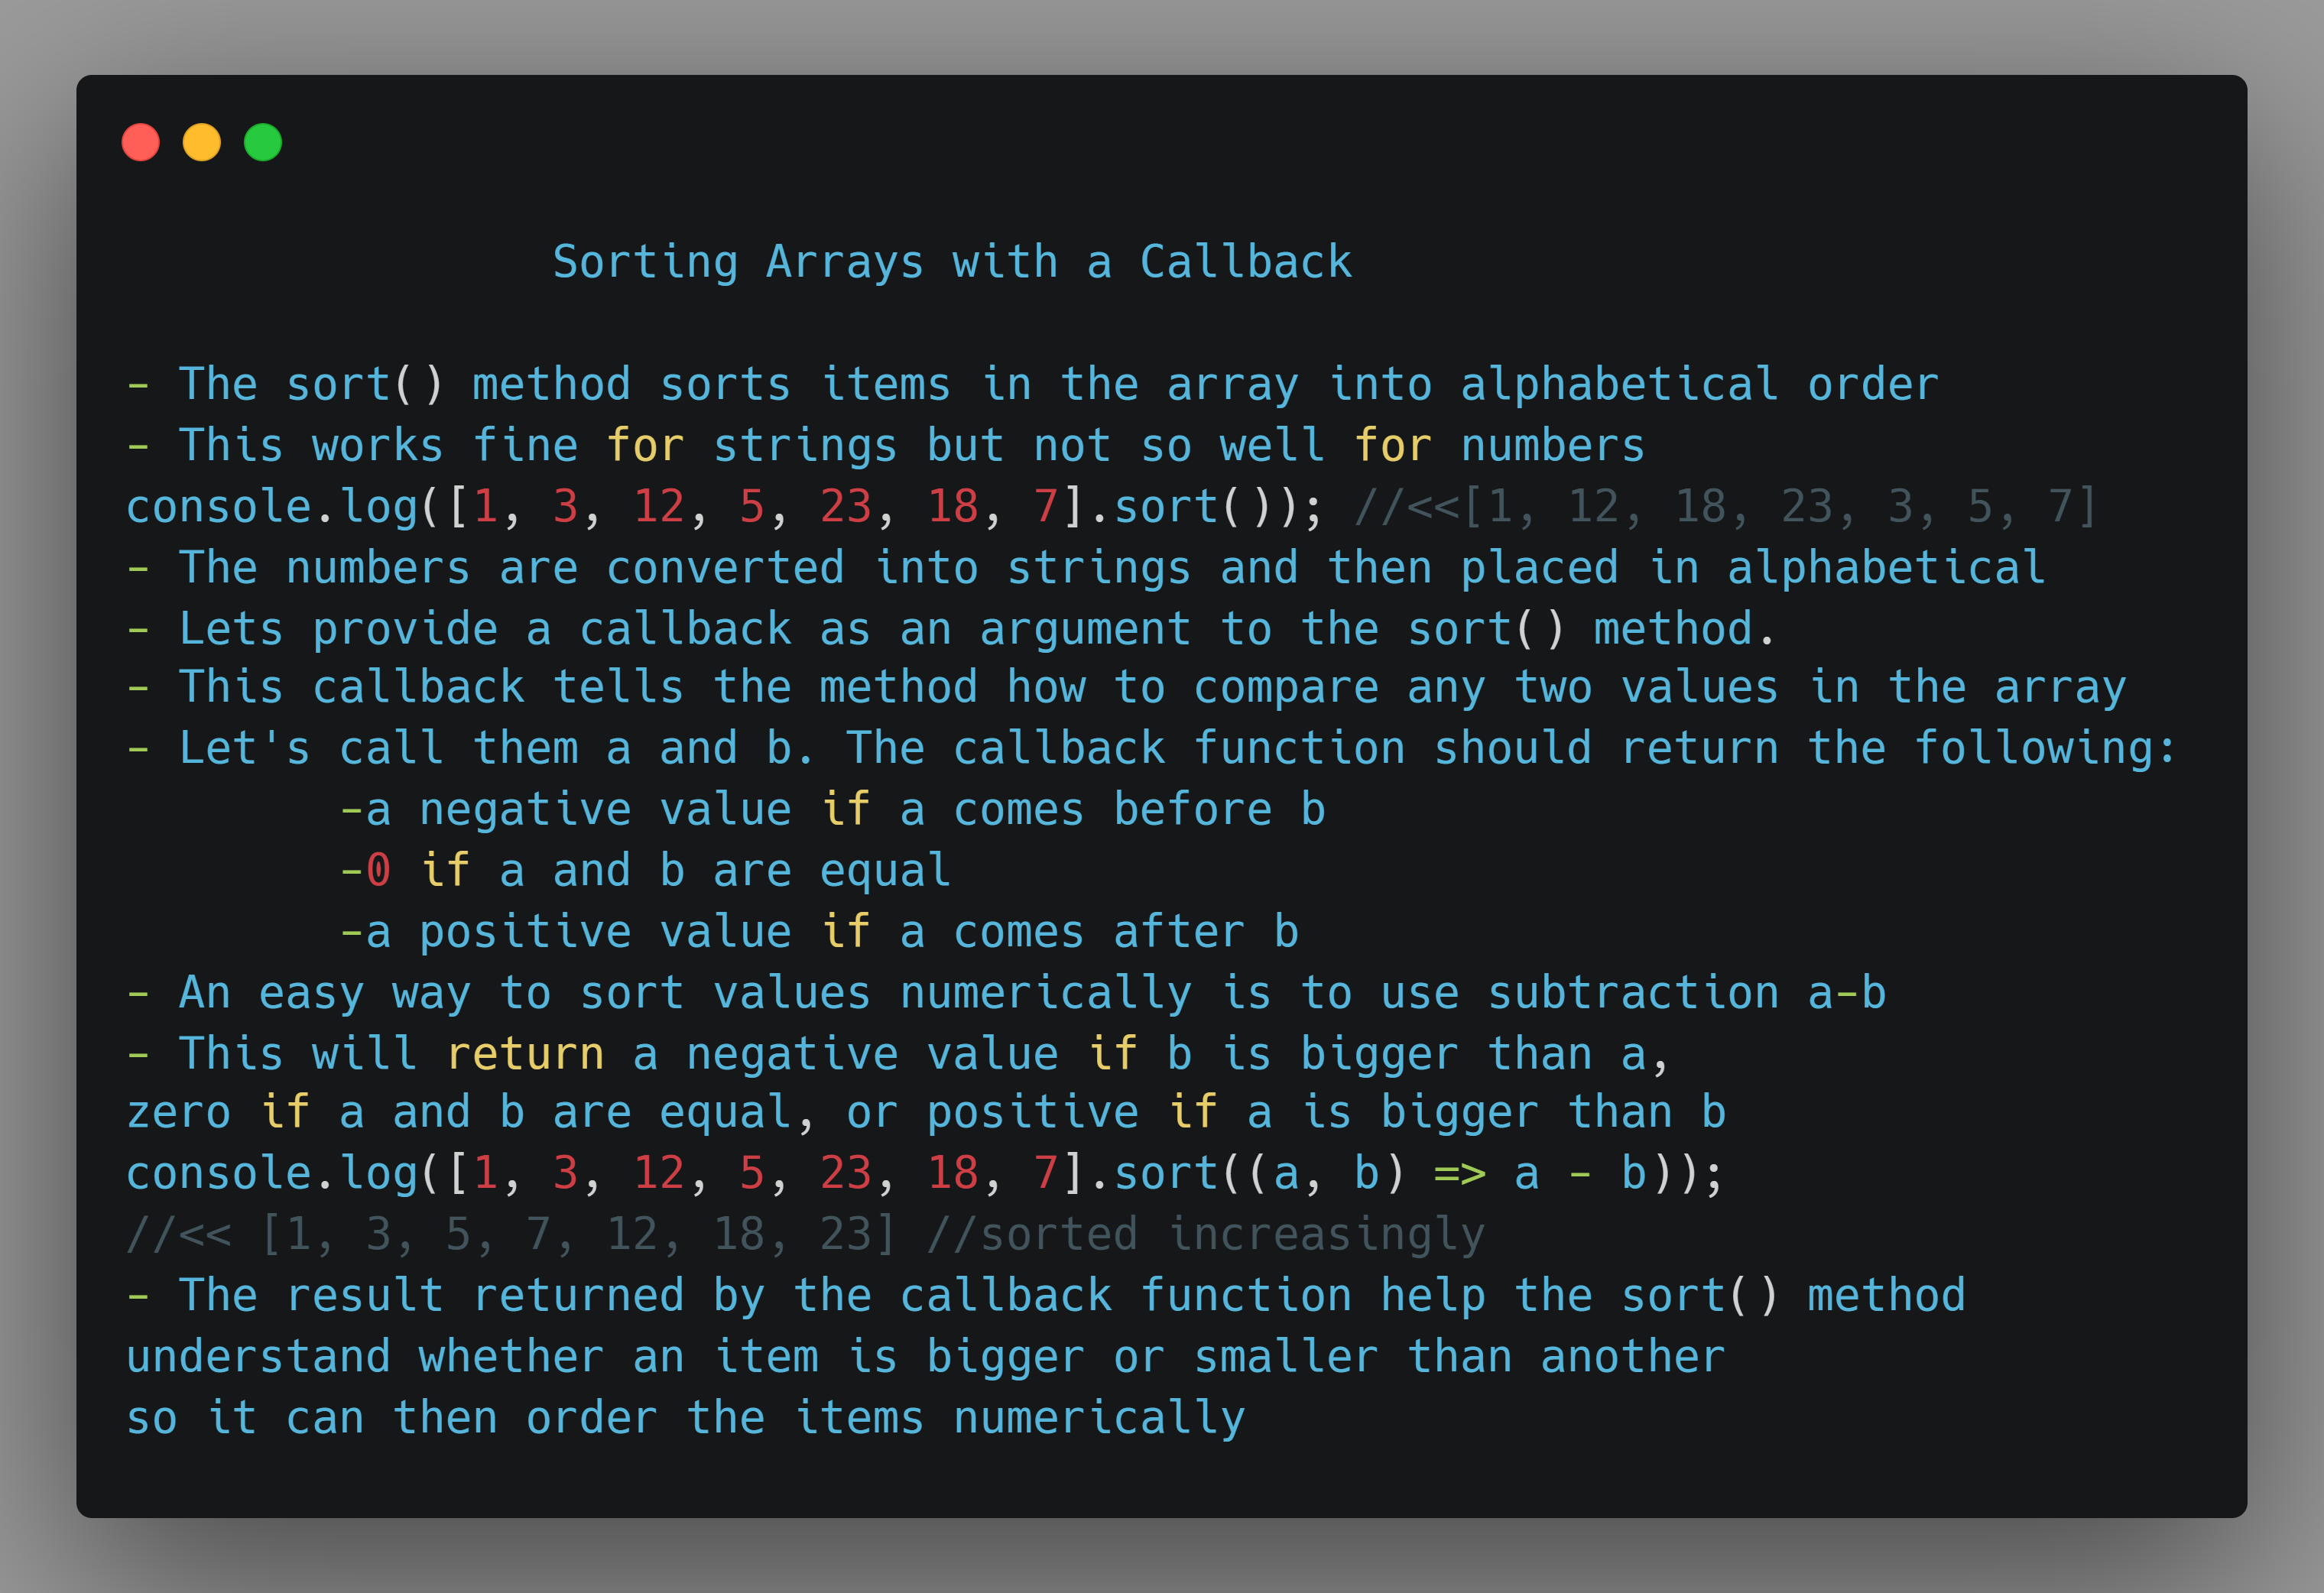 Sorting Arrays with a Callback
- The sort() method sorts items in the array into alphabetical order
- This works fine for strings but not so well for numbers
console.log([1, 3, 12, 5, 23, 18, 7].sort()); //<<[1, 12, 18, 23, 3, 5, 7]
- The numbers are converted into strings and then placed in alphabetical
- Lets provide a callback as an argument to the sort() method.
- This callback tells the method how to compare any two values in the array
- Let's call them a and b. The callback function should return the following:
-a negative value if a comes before b
-0 if a and b are equal
-a positive value if a comes after b
- An easy way to sort values numerically is to use subtraction a-b
- This will return a negative value if b is bigger than a,
zero if a and b are equal, or positive if a is bigger than b
console.log([1, 3, 12, 5, 23, 18, 7].sort((a, b) => a - b));
//<< [1, 3, 5, 7, 12, 18, 23] //sorted increasingly
- The result returned by the callback function help the sort() method
understand whether an item is bigger or smaller than another
so it can then order the items numerically